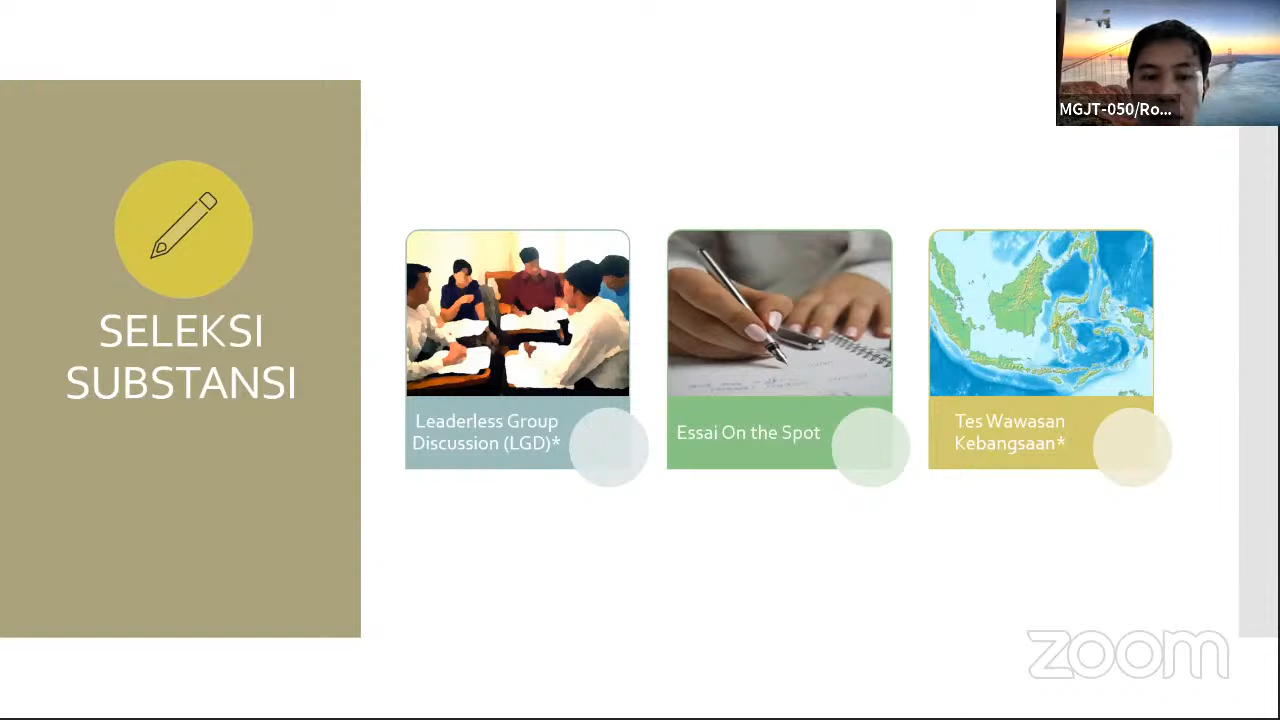 MGJT-050/Ro...
SELEKSI
SUBSTANSI
Leaderless Group
Discussion (LGD)*
Essai On the Spot
Tes Wawasan
Kebangsaan*
zoom